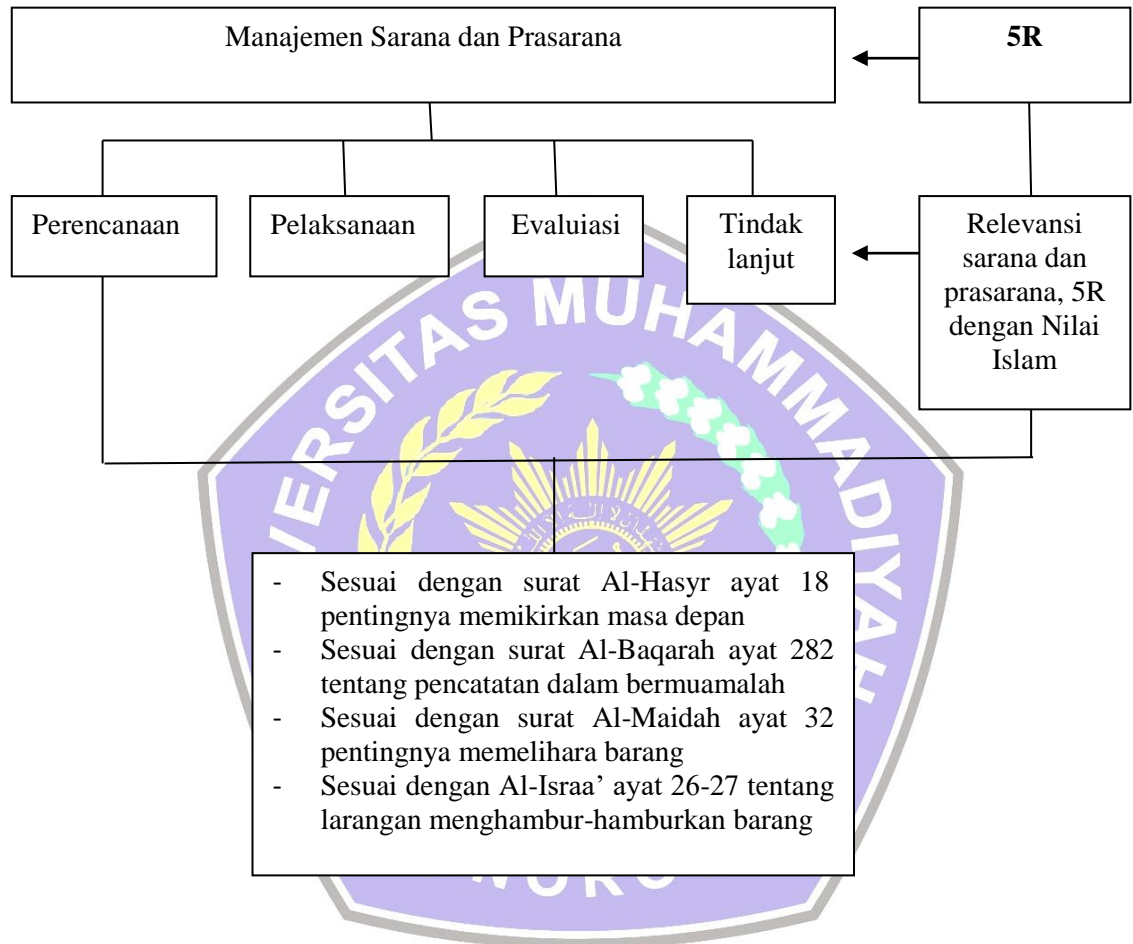 Manajemen Sarana dan Prasarana
5R
Perencanaan
Pelaksanaan
Evaluiasi
Tindak
lanjut
Relevansi
sarana dan
prasarana, 5R
dengan Nilai
Islam
- Sesuai dengan surat Al-Hasyr ayat 18
pentingnya memikirkan masa depan
- Sesuai dengan surat Al-Baqarah ayat 282
tentang pencatatan dalam bermuamalah
- Sesuai dengan surat Al-Maidah ayat 32
pentingnya memelihara barang
- Sesuai dengan Al-Israa’ ayat 26-27 tentang
larangan menghambur-hamburkan barang
MUHAMMADIYAH